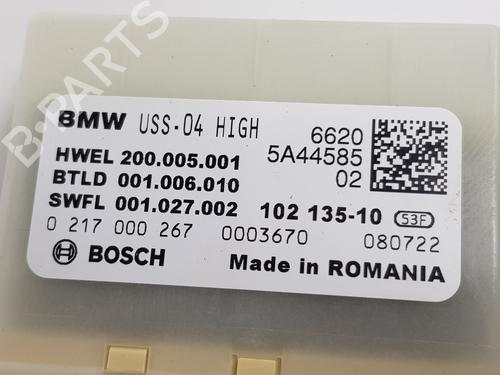 BMW USS-04 HIGH 6620
HWEL 200.005.001 5A44585
BTLD 001.006.010 02
SWFL 001.027.002 102 135-10 53F
0 217 000 267 0003670 080722
BOSCH Made in ROMANIA
B-PARTS